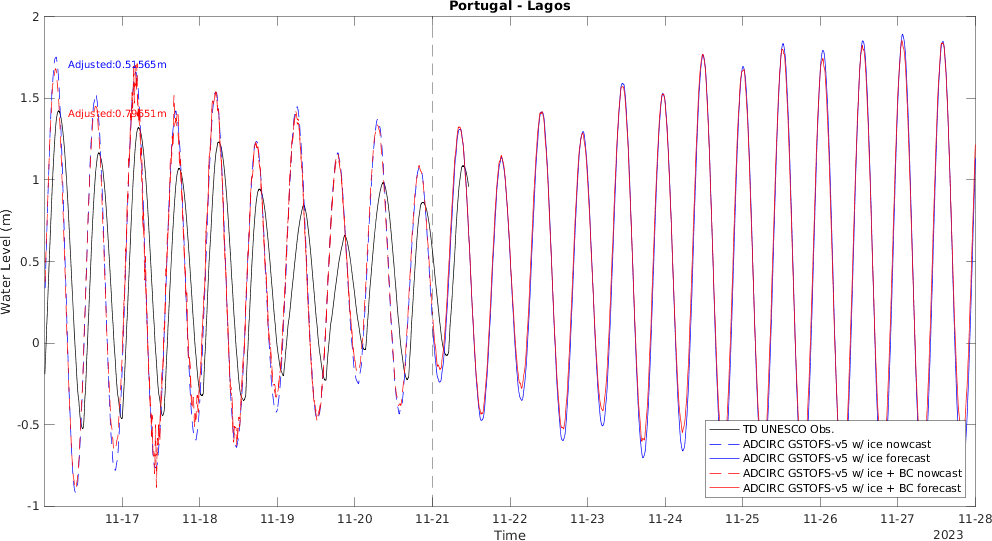 Portugal - Lagos
Water Level (m)
2
1.5
1
0.5
0
-0.5
-1
Adjusted:0.51565m
TD UNESCO Obs.
ADCIRC GSTOFS-v5 w/ ice nowcast
ADCIRC GSTOFS-v5 w/ ice forecast
ADCIRC GSTOFS-v5 w/ ice + BC nowcast
ADCIRC GSTOFS-v5 w/ ice + BC forecast
11-17
11-18
11-19
11-20
11-21
11-22
11-23
11-24
11-25
11-26
11-27
11-28
Time
2023